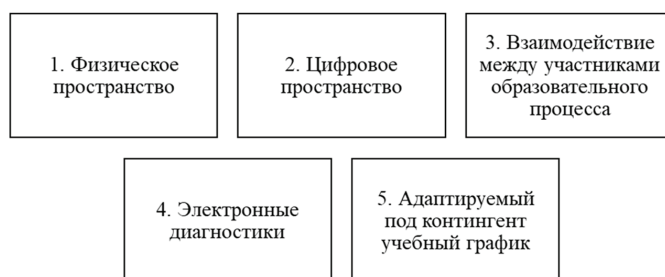 1. Физическое
пространство
2. Цифровое
пространство
3. Взаимодействие
между участниками
образовательного
процесса
4. Электронные
диагностики
5. Адаптируемый
под контингент
учебный график